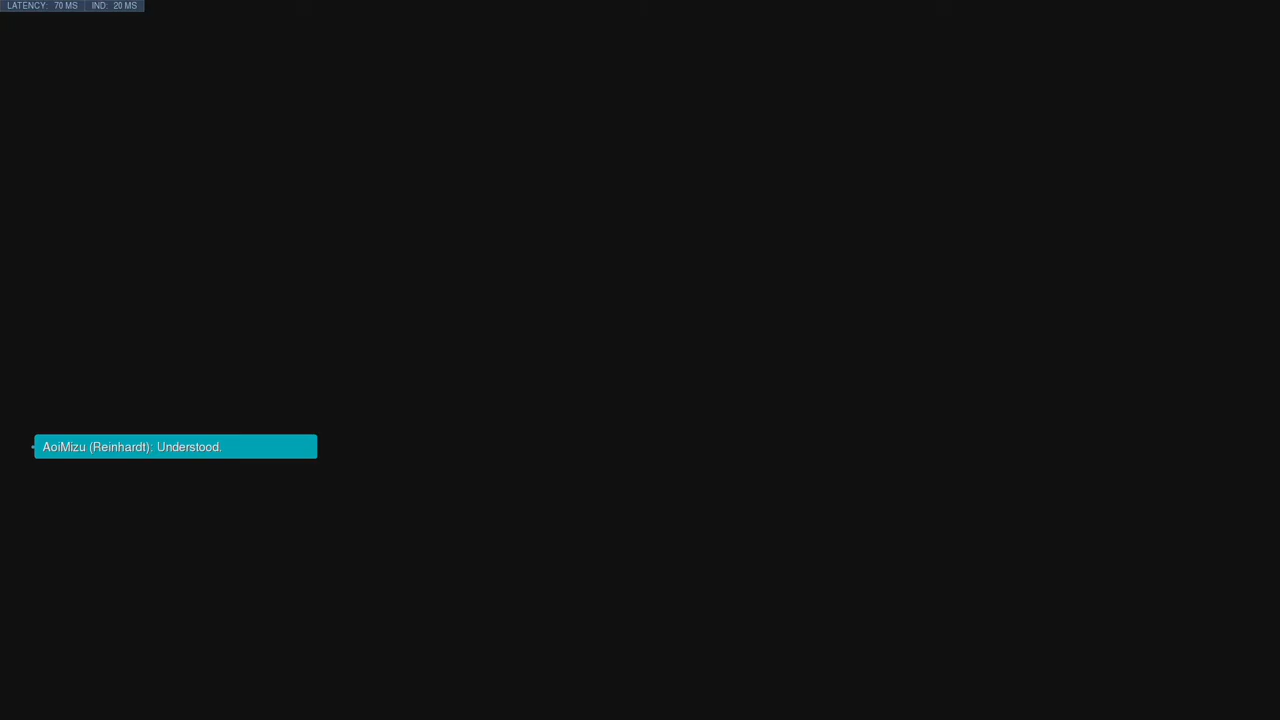 LATENCY: 70 MS IND: 20 MS
AoiMizu (Reinhardt): Understood.